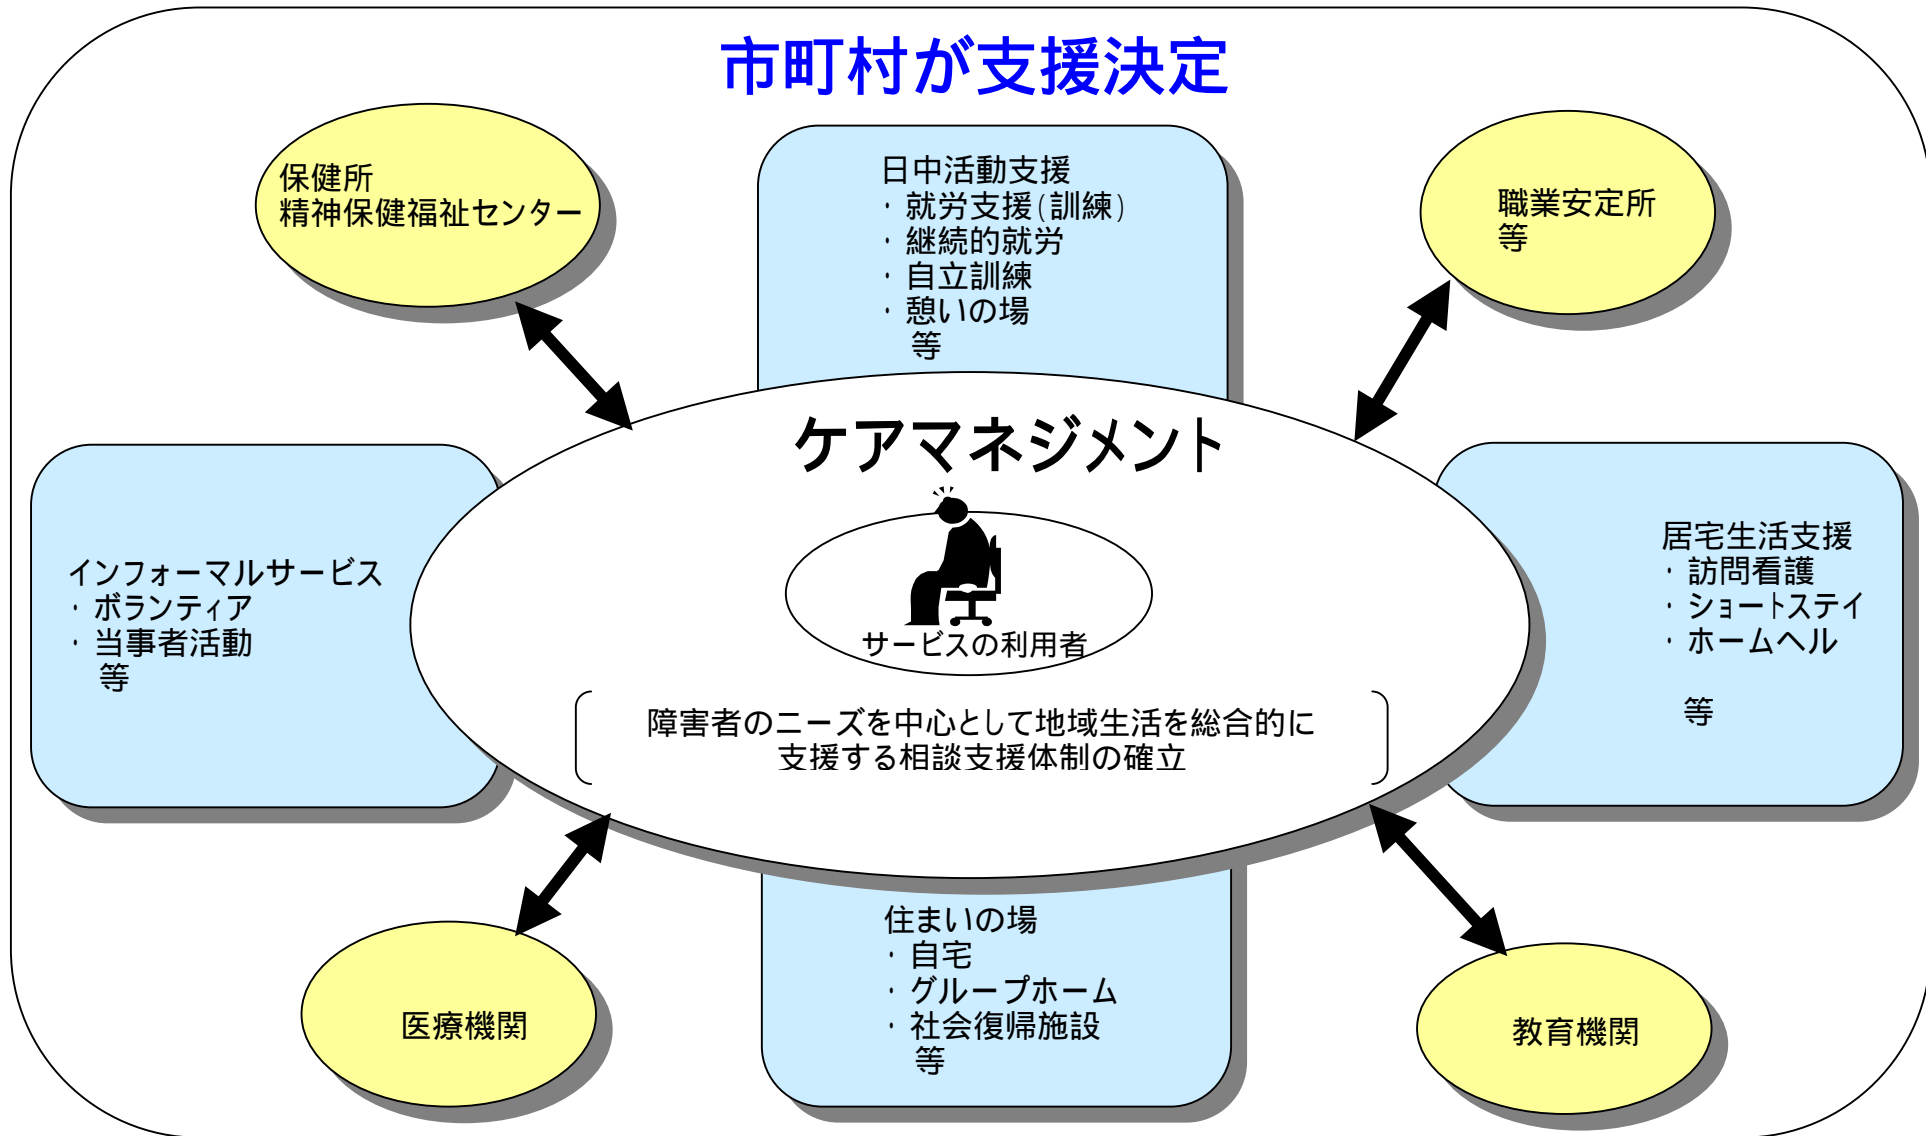 市町村が支援決定
保健所
精神保健福祉センター
日中活動支援
・就労支援(訓練)
・継続的就労
・自立訓練
・憩いの場
等
職業安定所
等
ケアマネジメント
サービスの利用者
障害者のニーズを中心として地域生活を総合的に
支援する相談支援体制の確立
インフォーマルサービス
・ボランティア
・当事者活動
等
居宅生活支援
・訪問看護
・ショートステイ
・ホームヘル
等
医療機関
住まいの場
・自宅
・グループホーム
・社会復帰施設
等
教育機関